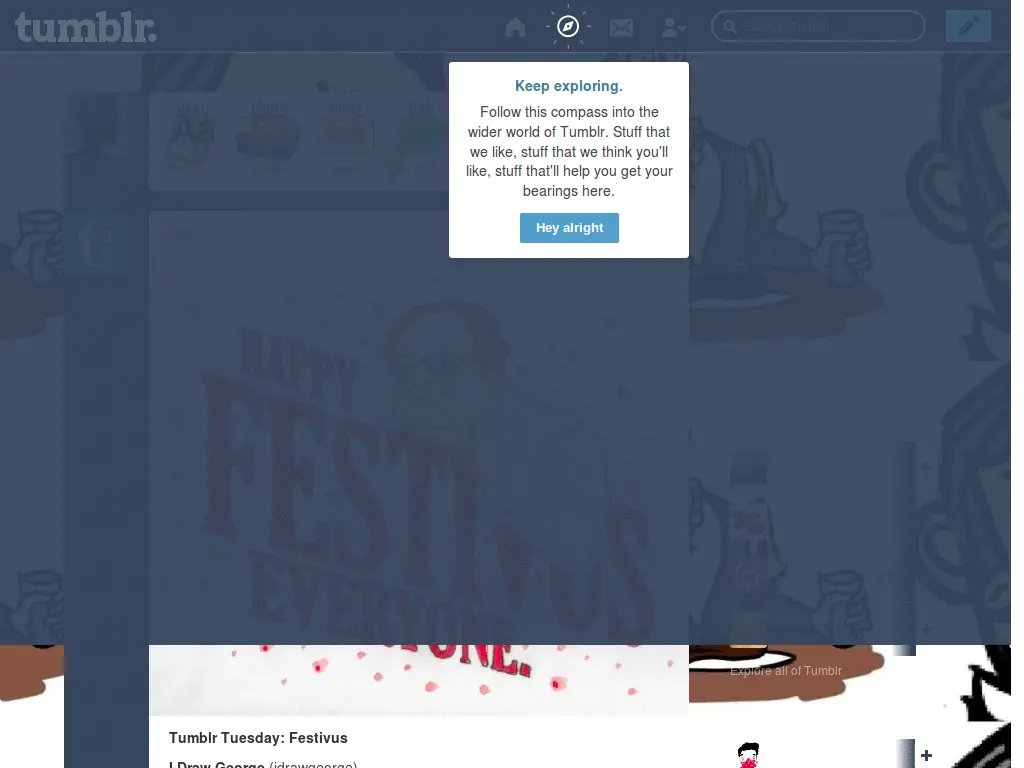 tumblr.
Search Tumblr
Keep exploring.
Follow this compass into the
wider world of Tumblr. Stuff that
we like, stuff that we think you'll
like, stuff that'll help you get your
bearings here.
Hey alright
Aa
HAPPY
FESTIVUS
EVERYONE.
Explore all of Tumblr
Tumblr Tuesday: Festivus
I Draw George (idrawgeorge)